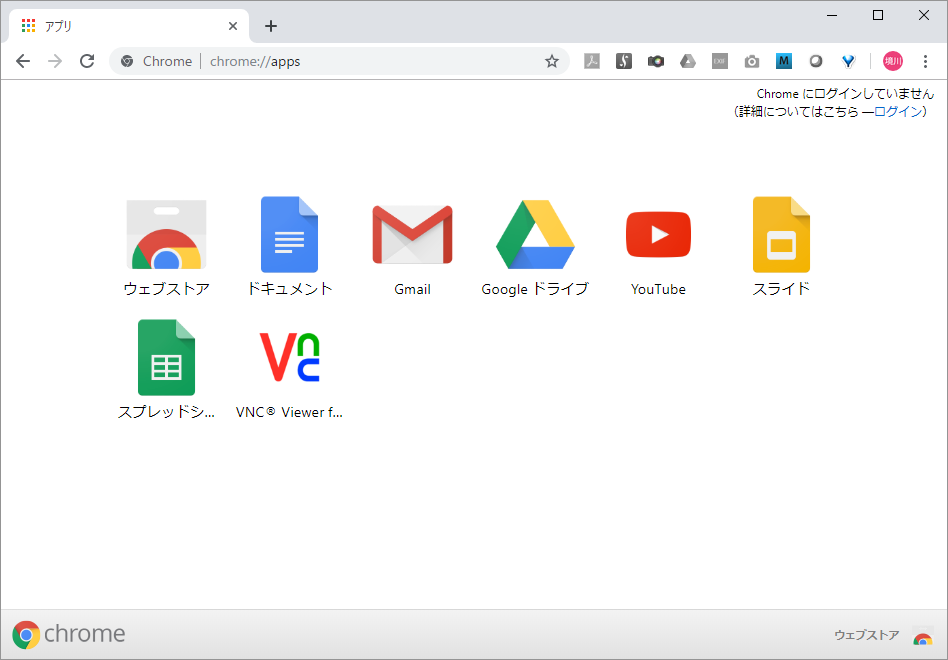 アプリ
Chrome
chrome://apps
EXIF
M
境川
Chrome にログインしていません
(詳細についてはこちら —ログイン)
ウェブストア
ドキュメント
Gmail
Google ドライブ
YouTube
スライド
スプレッドシ...
VNC® Viewer f...
chrome
ウェブストア